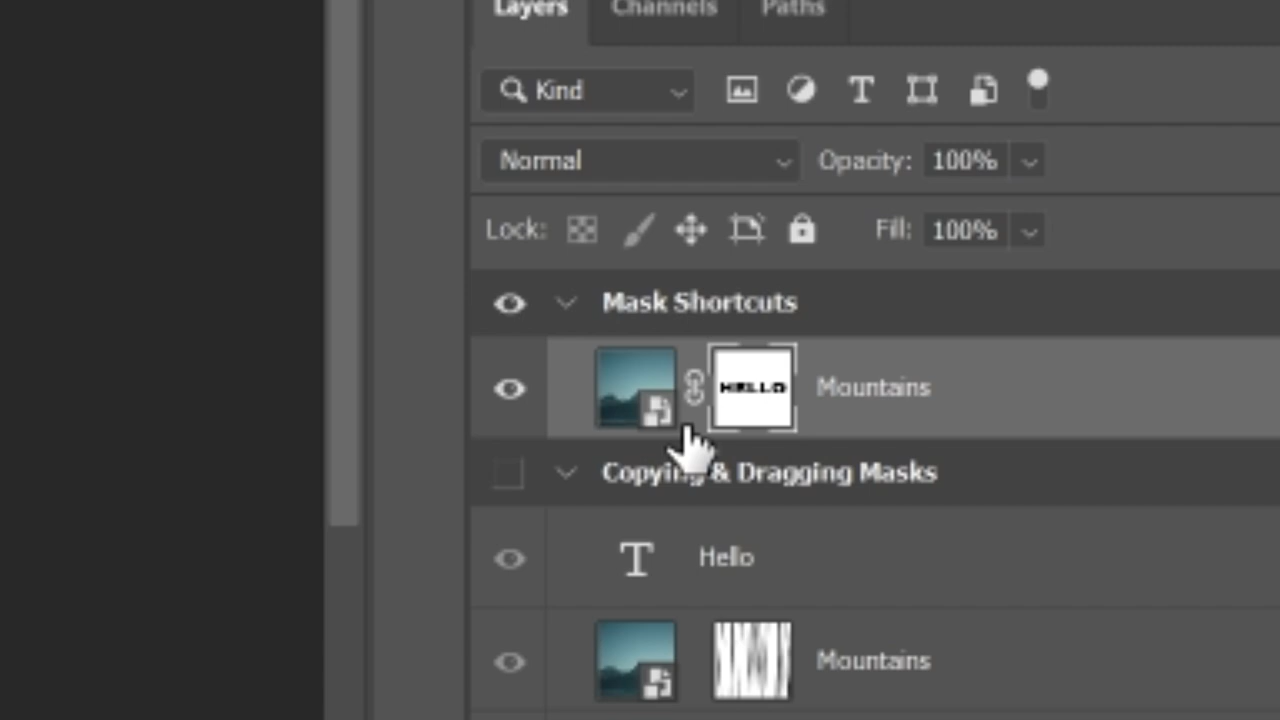 Layers Channels Paths
Kind
Normal Opacity: 100%
Lock: Fill: 100%
Mask Shortcuts
HELLO Mountains
Copying & Dragging Masks
T Hello
Mountains